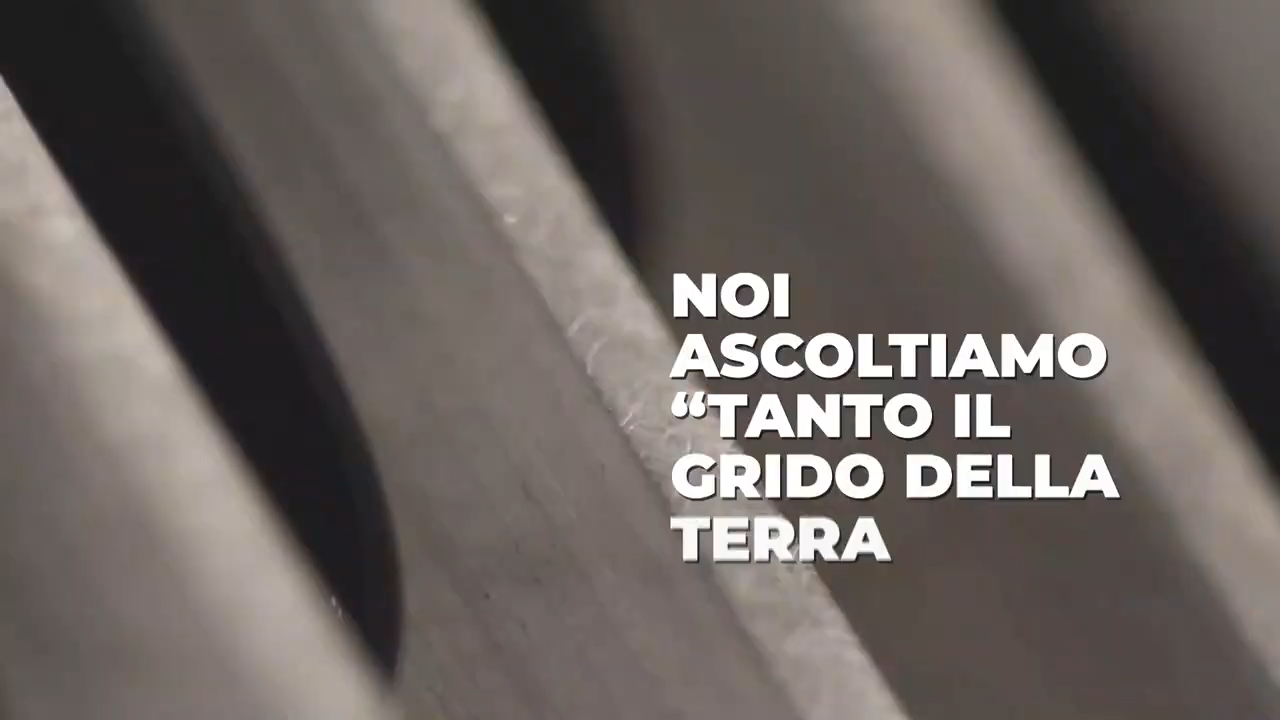 NOI
ASCOLTIAMO
“TANTO IL
GRIDO DELLA
TERRA